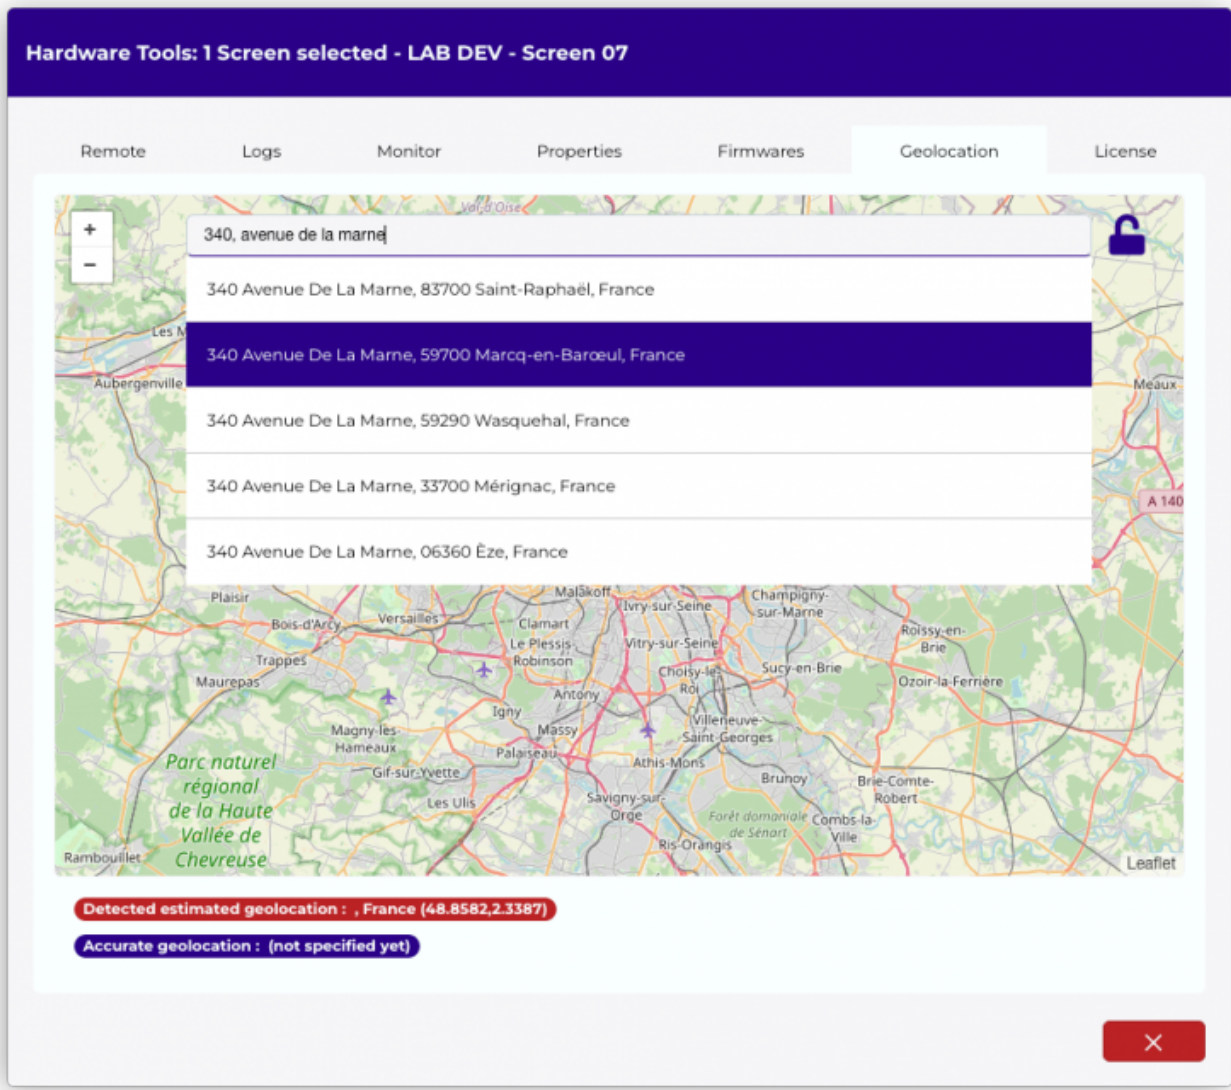 Hardware Tools: 1 Screen selected - LAB DEV - Screen 07
Remote Logs Monitor Properties Firmwares Geolocation License
Val-d'Oise
+
340, avenue de la marne
−
340 Avenue De La Marne, 83700 Saint-Raphaël, France
340 Avenue De La Marne, 59700 Marcq-en-Barœul, France
Aubergenville
Meaux
340 Avenue De La Marne, 59290 Wasquehal, France
340 Avenue De La Marne, 33700 Mérignac, France
A 140
340 Avenue De La Marne, 06360 Èze, France
Plaisir
Malakoff
Champigny-
sur-Marne
Ivry-sur-Seine
Bois-d'Arcy
Versailles
Clamart
Roissy-en-
Brie
Le Plessis-
Robinson
Vitry-sur-Seine
Trappes
Choisy-le-
Roi
Sucy-en-Brie
Maurepas
Ozoir-la-Ferrière
Antony
Igny
Magny-les-
Hameaux
Massy
Villeneuve-
Saint-Georges
Palaiseau
Athis-Mons
Parc naturel
régional
de la Haute
Vallée de
Chevreuse
Gif-sur-Yvette
Brunoy
Brie-Comte-
Robert
Les Ulis
Savigny-sur-
Orge
Forêt domaniale
de Sénart
Combs-la-
Ville
Ris-Orangis
Rambouillet
Leaflet
Detected estimated geolocation : , France (48.8582,2.3387)
Accurate geolocation : (not specified yet)